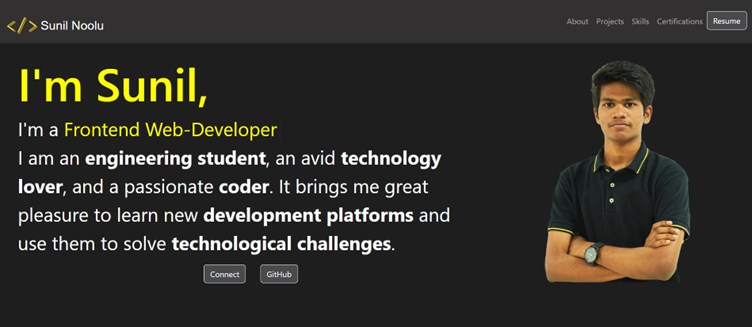 </> Sunil Noolu
About Projects Skills Certifications Resume
I'm Sunil,
I'm a Frontend Web-Developer
I am an engineering student, an avid technology
lover, and a passionate coder. It brings me great
pleasure to learn new development platforms and
use them to solve technological challenges.
Connect GitHub